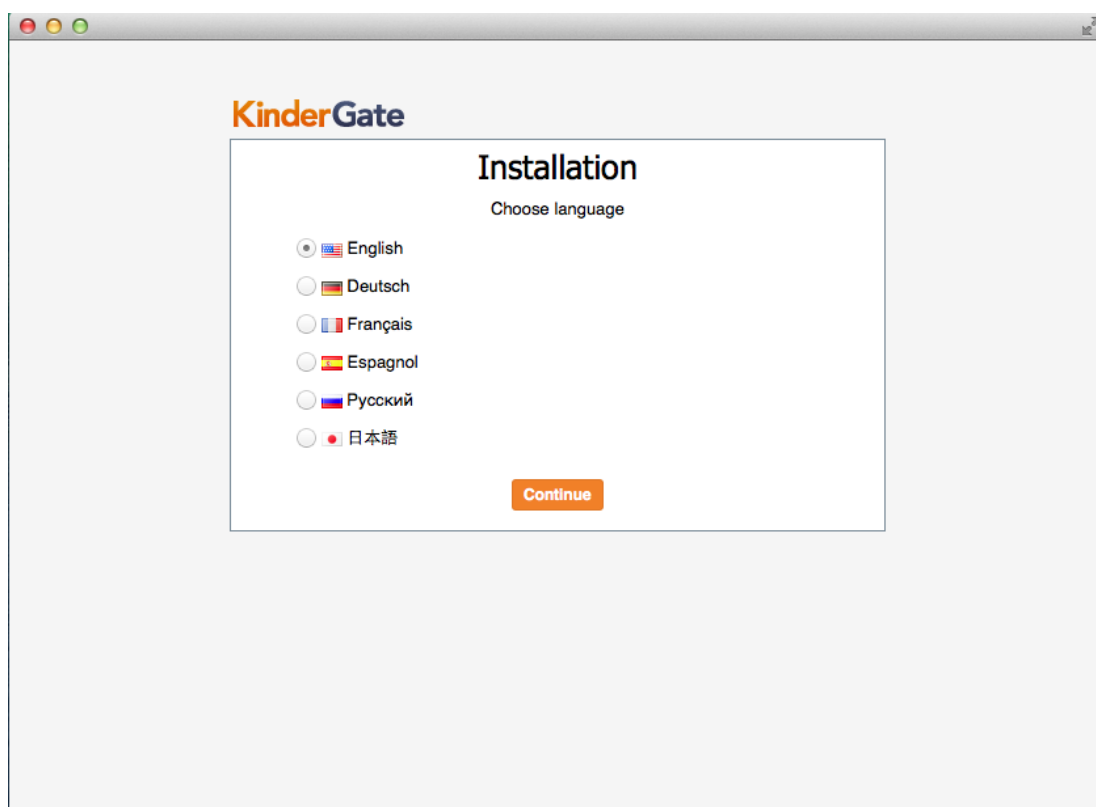 KinderGate
Installation
Choose language
English
Deutsch
Français
Espagnol
Русский
日本語
Continue